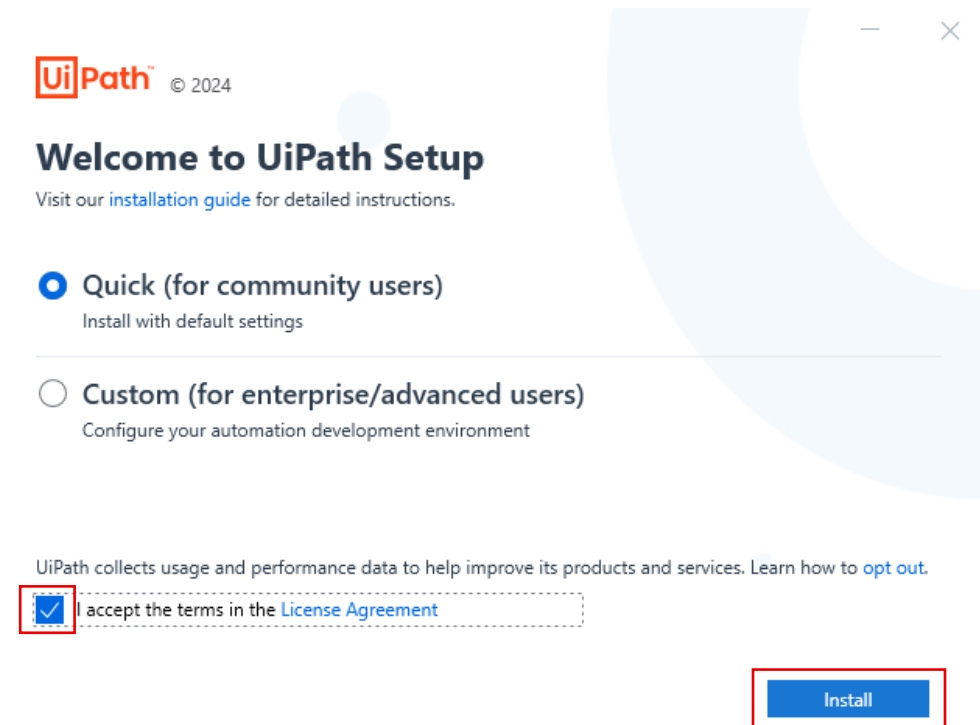 UiPath™ © 2024
Welcome to UiPath Setup
Visit our installation guide for detailed instructions.
Quick (for community users)
Install with default settings
Custom (for enterprise/advanced users)
Configure your automation development environment
UiPath collects usage and performance data to help improve its products and services. Learn how to opt out.
I accept the terms in the License Agreement
Install